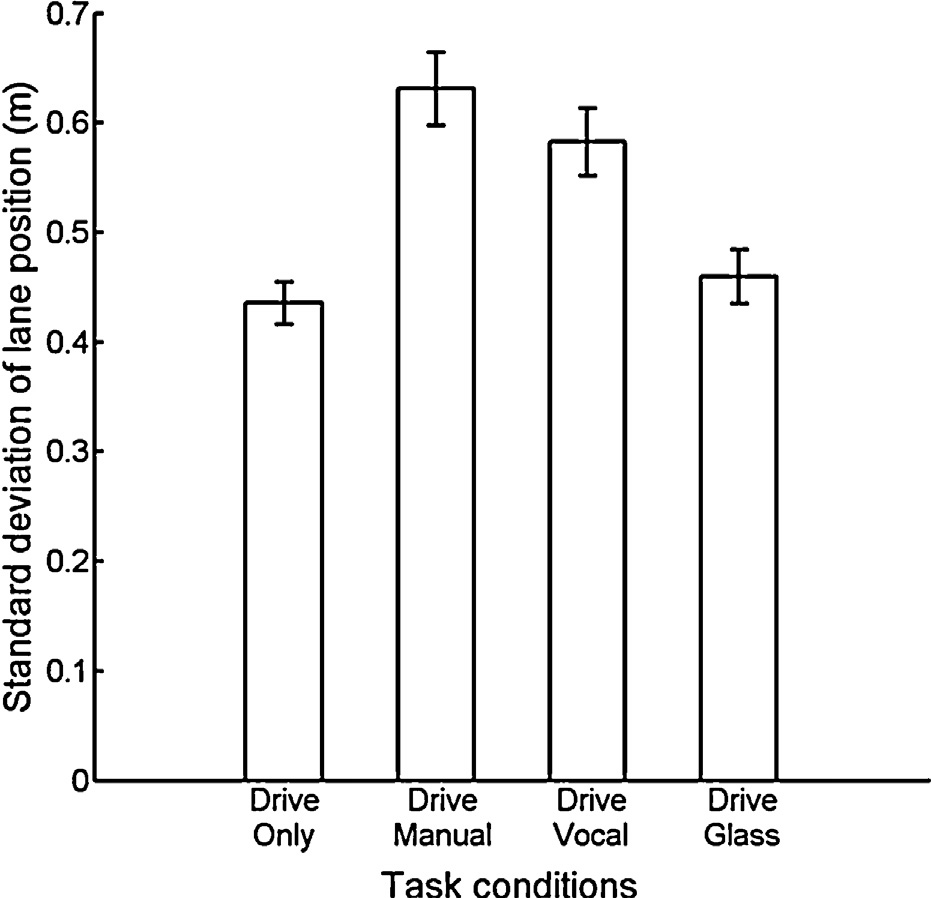 Standard deviation of lane position (m)
0.7
0.6
0.5
0.4
0.3
0.2
0.1
0
Drive Only
Drive Manual
Drive Vocal
Drive Glass
Task conditions